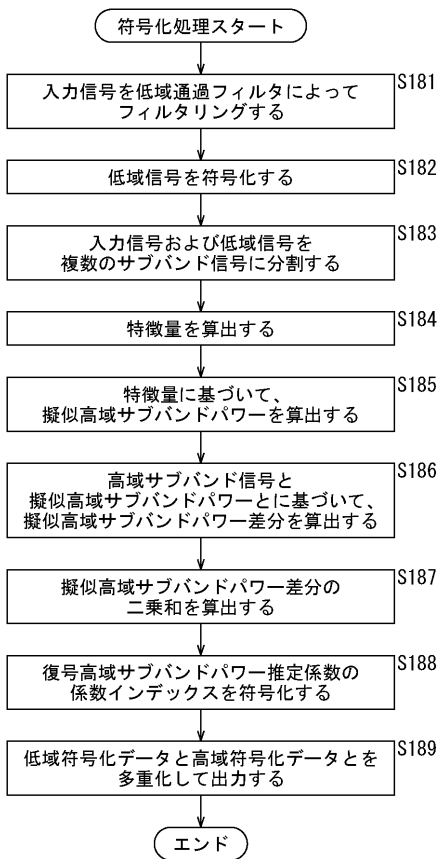 符号化処理スタート
S181
入力信号を低域通過フィルタによって
フィルタリングする
S182
低域信号を符号化する
S183
入力信号および低域信号を
複数のサブバンド信号に分割する
S184
特徴量を算出する
S185
特徴量に基づいて、
擬似高域サブバンドパワーを算出する
S186
高域サブバンド信号と
擬似高域サブバンドパワーとに基づいて、
擬似高域サブバンドパワー差分を算出する
S187
擬似高域サブバンドパワー差分の
二乗和を算出する
S188
復号高域サブバンドパワー推定係数の
係数インデックスを符号化する
S189
低域符号化データと高域符号化データとを
多重化して出力する
エンド